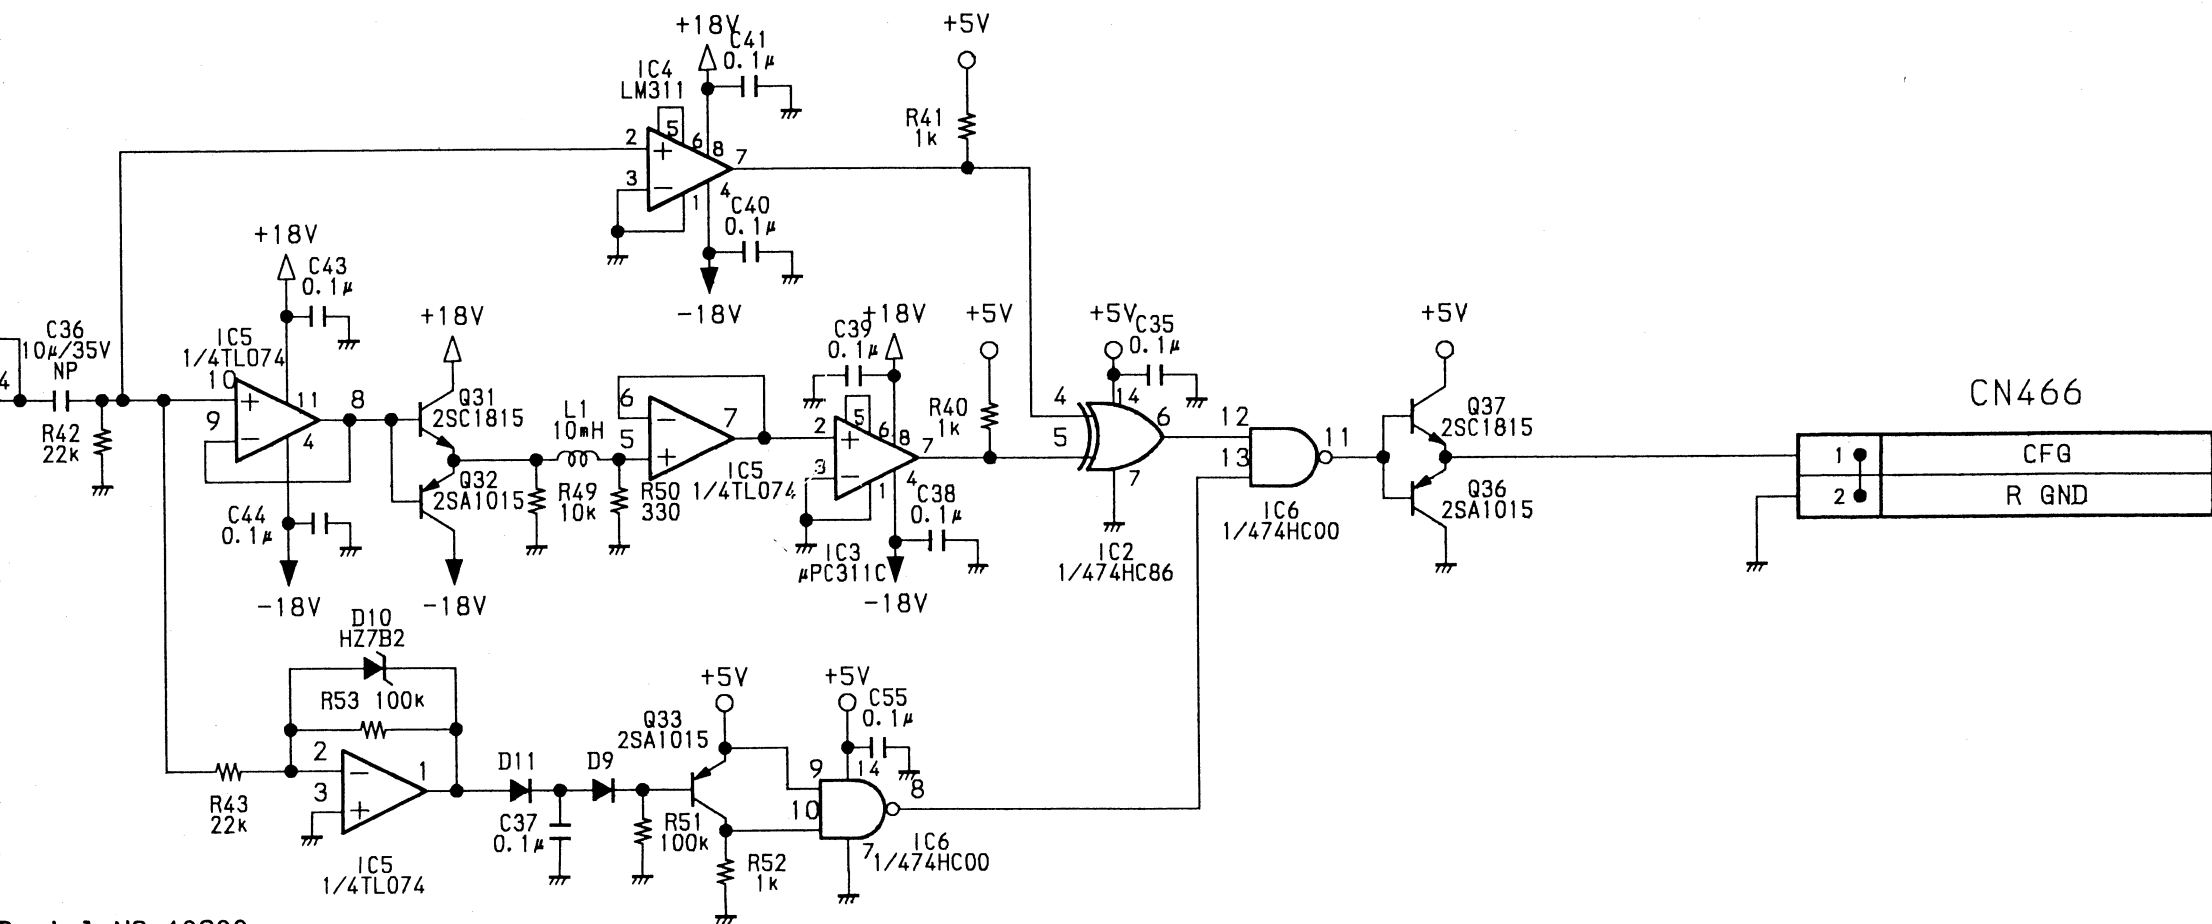 +18V
C41
0.1μ
+5V
IC4
LM311
5
2
+
6
8
7
3
−
4
1
R41
1k
C40
0.1μ
-18V
+18V
C43
0.1μ
C36
10μ/35V
NP
4
IC5
1/4TL074
10
+
11
8
9
−
4
R42
22k
C44
0.1μ
-18V
+18V
Q31
2SC1815
Q32
2SA1015
-18V
L1
10mH
R49
10k
R50
330
6
−
7
5
+
IC5
1/4TL074
C39
0.1μ
+18V
+5V
5
2
+
6
8
7
3
−
1
4
R40
1k
C38
0.1μ
IC3
μPC311C
-18V
+5V
C35
0.1μ
4
14
6
5
7
IC2
1/474HC86
12
11
13
IC6
1/474HC00
+5V
Q37
2SC1815
Q36
2SA1015
CN466
1 CFG
2 R GND
D10
HZ7B2
R53 100k
R43
22k
2
−
1
3
+
IC5
1/4TL074
D11
D9
C37
0.1μ
R51
100k
Q33
2SA1015
+5V
R52
1k
+5V
C55
0.1μ
9
14
8
10
7
IC6
1/474HC00